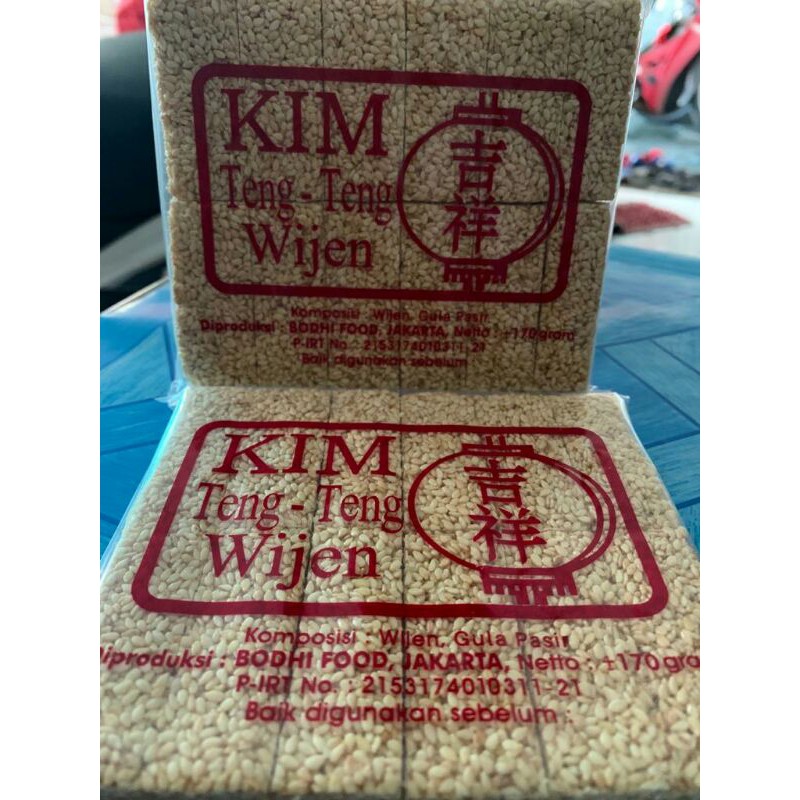 KIM
Teng - Teng
Wijen
吉祥
Komposisi : Wijen, Gula Pasir
Diproduksi : BODHI FOOD, JAKARTA, Netto : ±170 gram
P-IRT No. : 2153174010311-21
Baik digunakan sebelum
KIM
Teng - Teng
Wijen
吉祥
Komposisi : Wijen, Gula Pasir
Diproduksi : BODHI FOOD, JAKARTA, Netto : ±170 gra
P-IRT No. : 2153174010311-21
Baik digunakan sebelum :